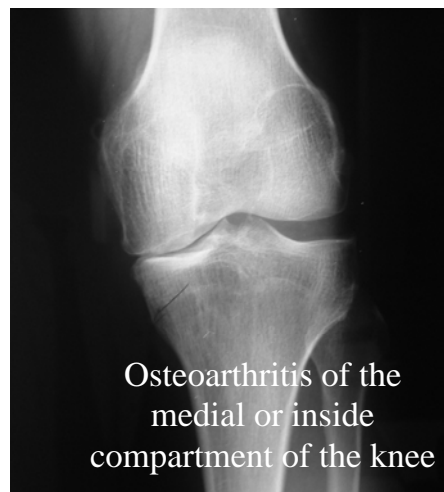 Osteoarthritis of the
medial or inside
compartment of the knee